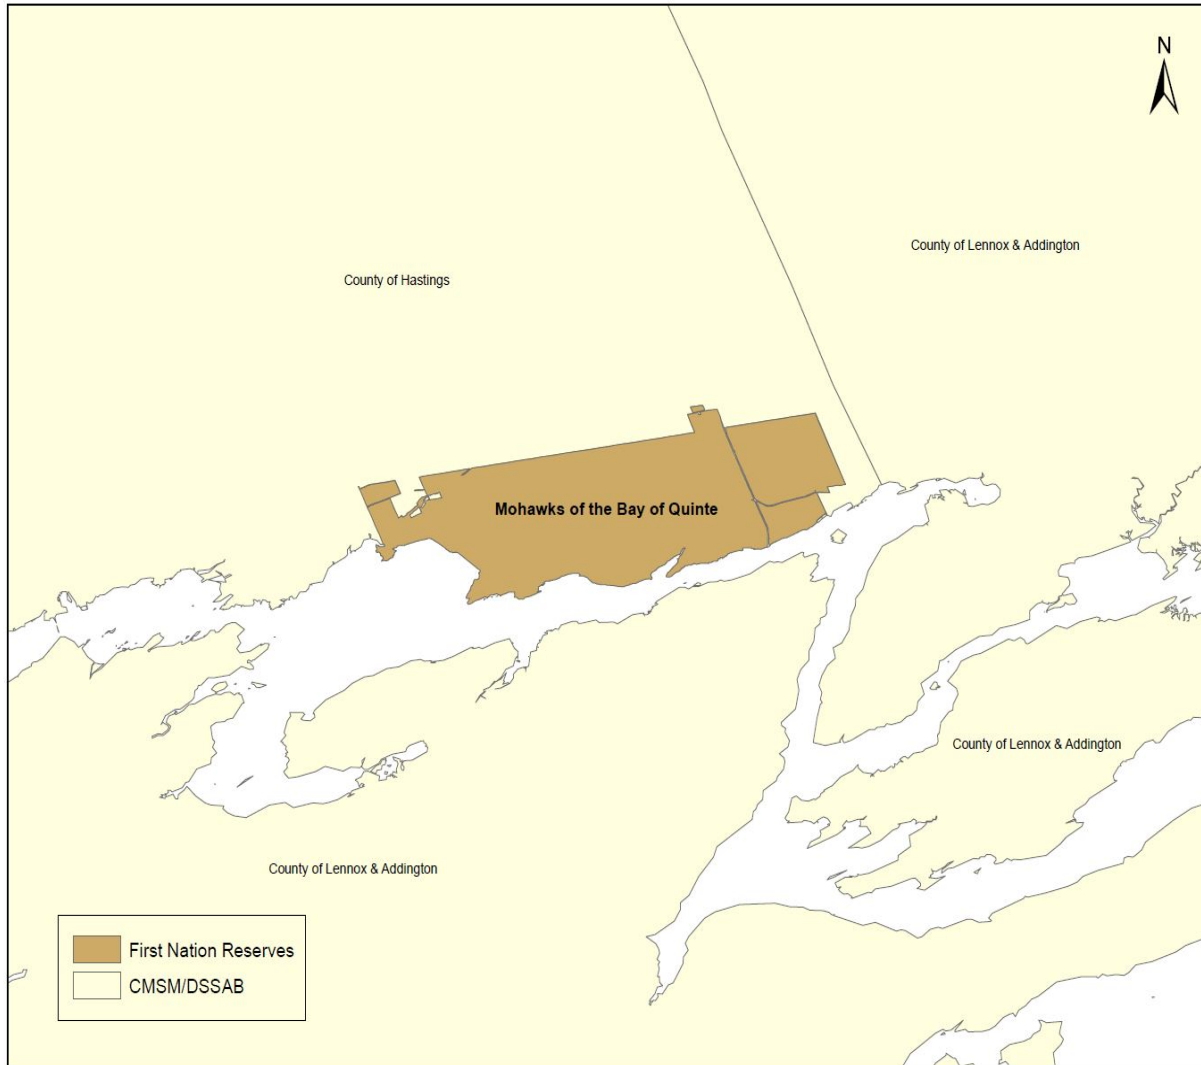 N
County of Lennox & Addington
County of Hastings
Mohawks of the Bay of Quinte
County of Lennox & Addington
County of Lennox & Addington
First Nation Reserves
CMSM/DSSAB